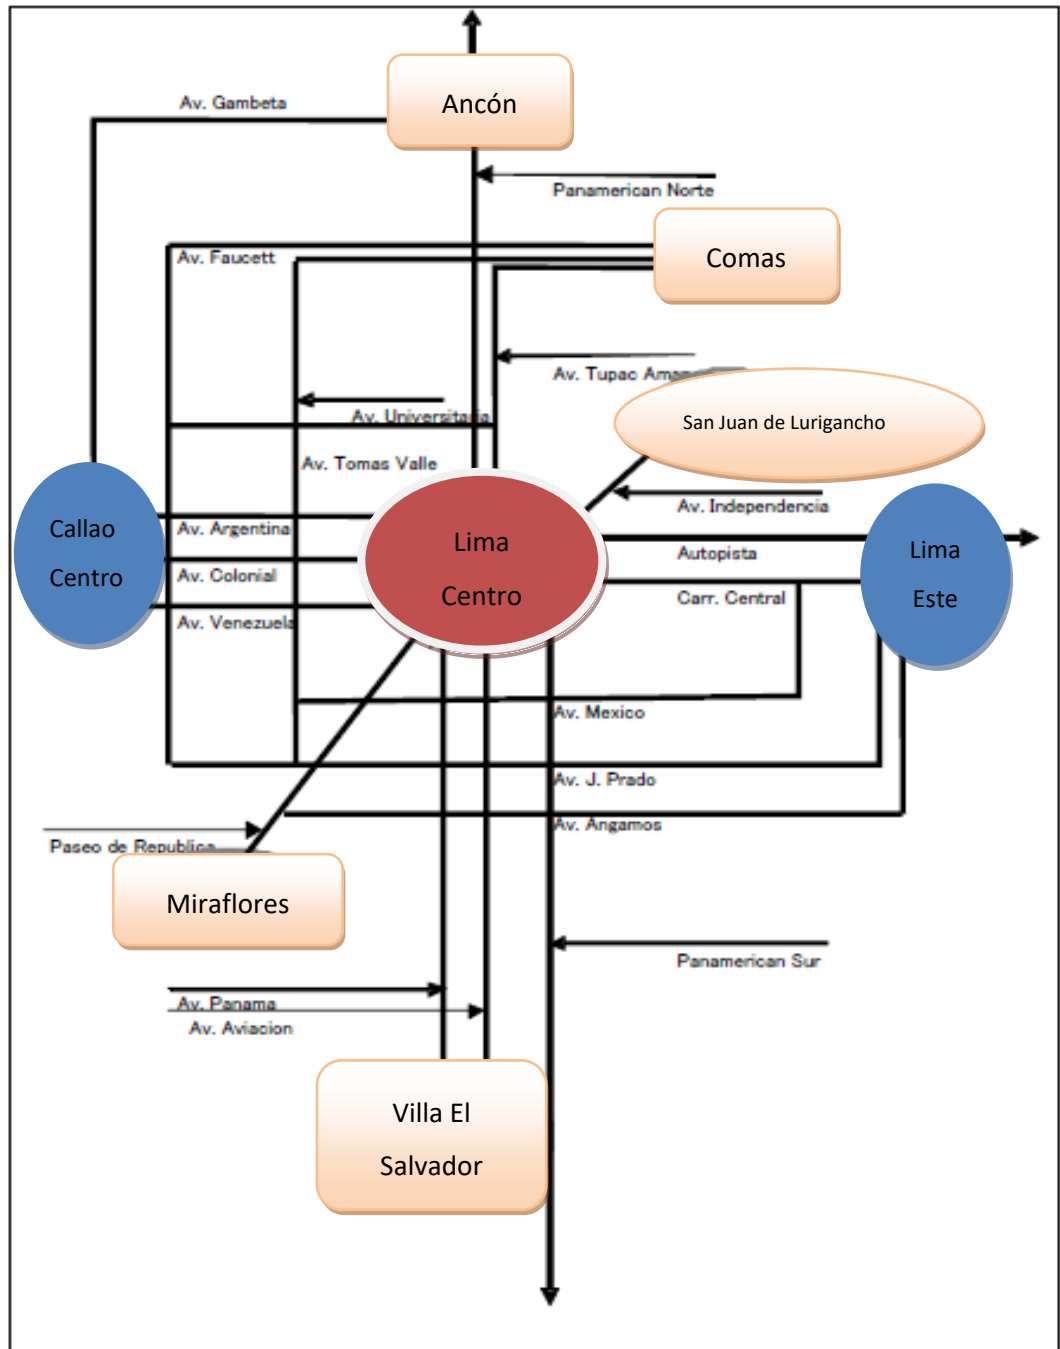 Ancón
Av. Gambeta
Panamerican Norte
Comas
Av. Faucett
Av. Tupac
Av. Universitaria
San Juan de Lurigancho
Av. Tomas Valle
Av. Independencia
Callao
Centro
Av. Argentina
Lima
Centro
Autopista
Lima
Este
Av. Colonial
Carr. Central
Av. Venezuela
Av. Mexico
Av. J. Prado
Av. Angamos
Paseo de Republica
Miraflores
Panamerican Sur
Av. Panama
Av. Aviacion
Villa El
Salvador